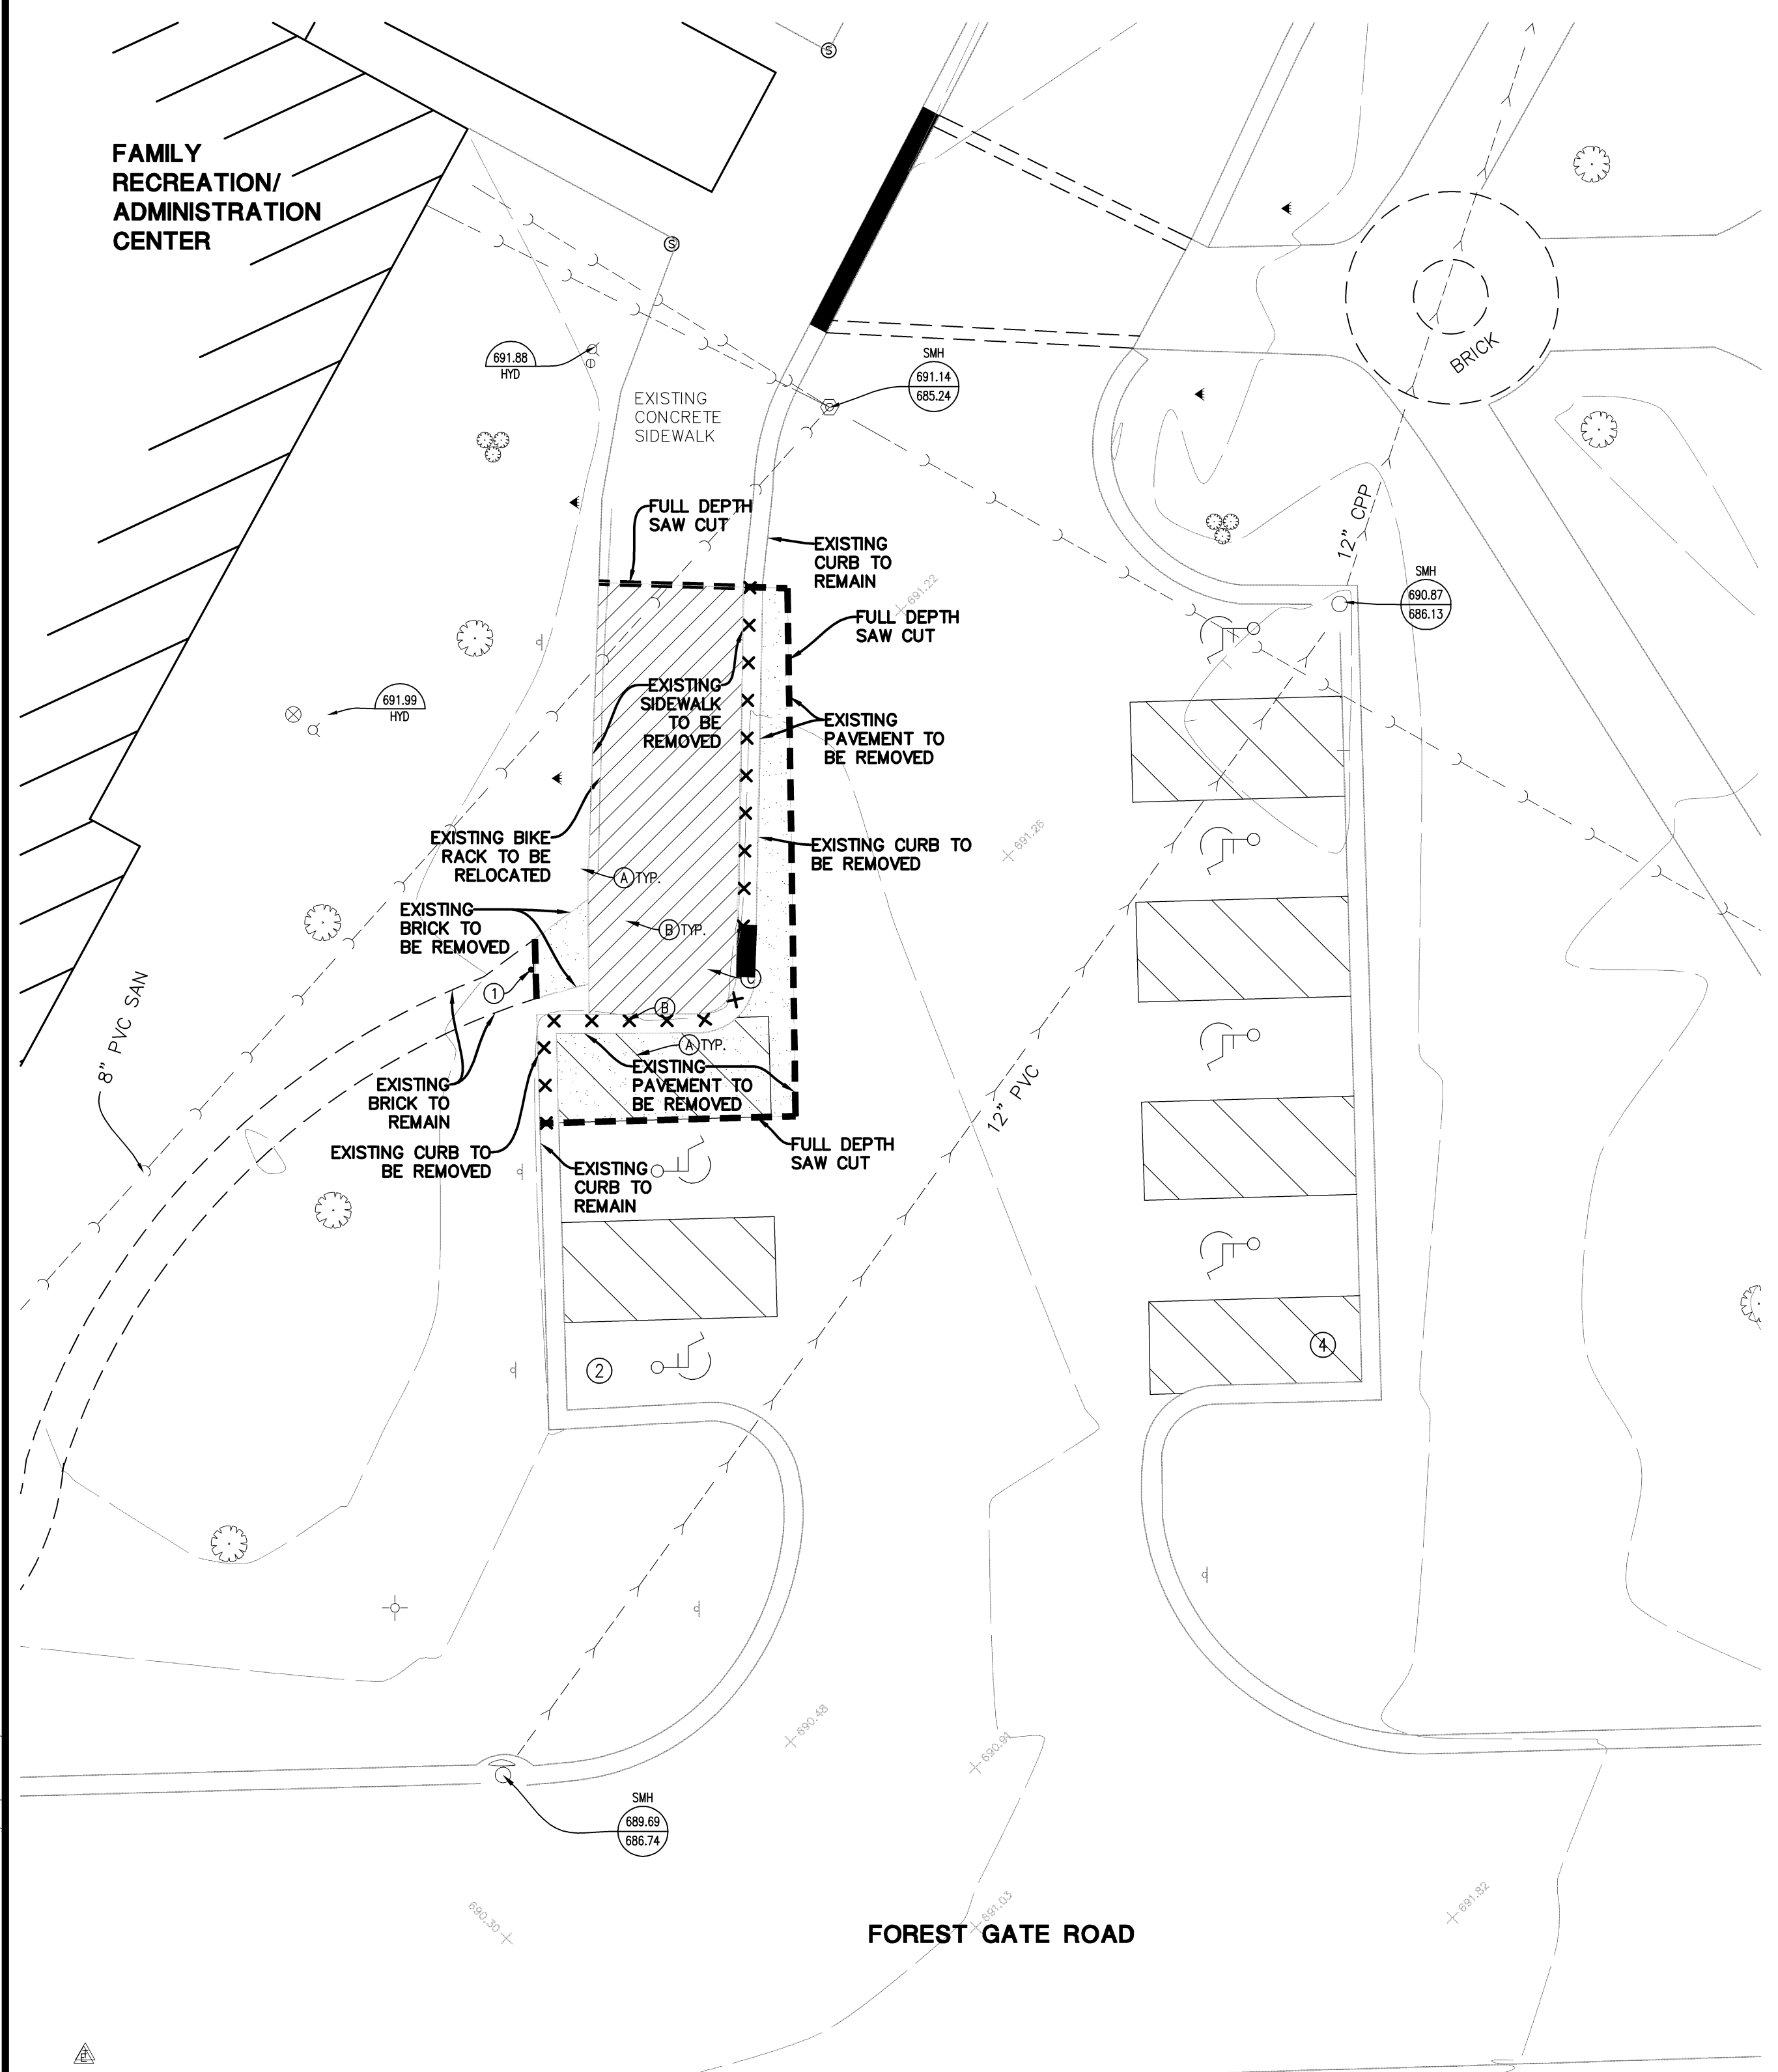 FAMILY
RECREATION/
ADMINISTRATION
CENTER
S
S
691.88
HYD
SMH
691.14
685.24
BRICK
EXISTING
CONCRETE
SIDEWALK
12" CPP
FULL DEPTH
SAW CUT
EXISTING
CURB TO
REMAIN
691.22
SMH
690.87
686.13
FULL DEPTH
SAW CUT
691.99
HYD
EXISTING
SIDEWALK
TO BE
REMOVED
EXISTING
PAVEMENT TO
BE REMOVED
EXISTING BIKE
RACK TO BE
RELOCATED
EXISTING CURB TO
BE REMOVED
691.26
A TYP.
EXISTING
BRICK TO
BE REMOVED
B TYP.
C
1
B
8" PVC SAN
A TYP.
EXISTING
PAVEMENT TO
BE REMOVED
EXISTING
BRICK TO
REMAIN
12" PVC
EXISTING CURB TO
BE REMOVED
FULL DEPTH
SAW CUT
EXISTING
CURB TO
REMAIN
2
4
690.48
690.91
SMH
689.69
686.74
690.30
691.03
691.82
FOREST GATE ROAD